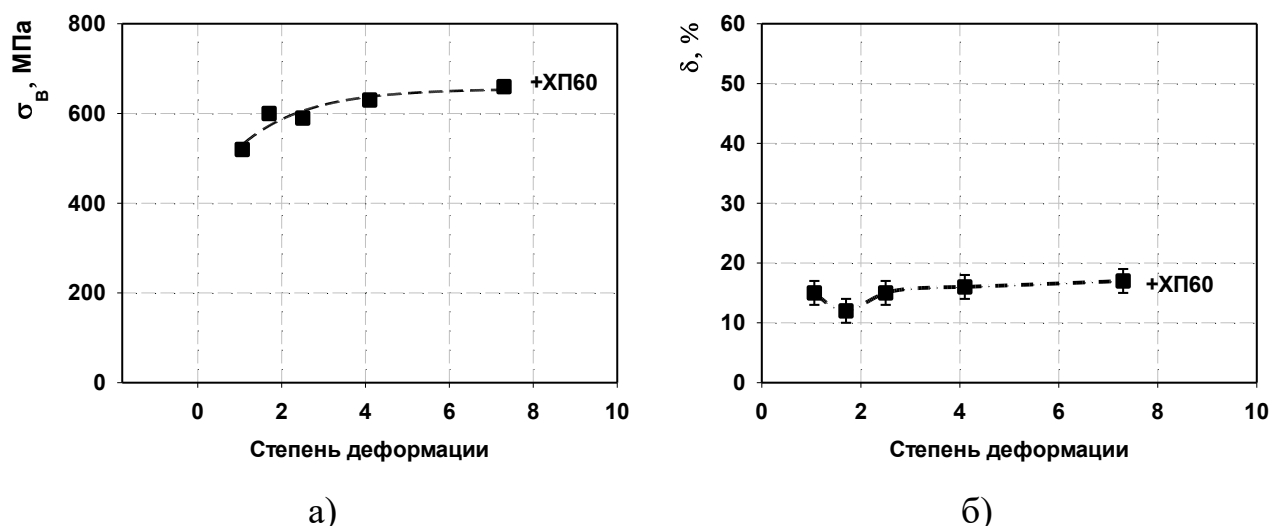 σВ, МПа
800
600
400
200
0
0 2 4 6 8 10
+ХП60
Степень деформации
а)
δ, %
60
50
40
30
20
10
0
0 2 4 6 8 10
+ХП60
Степень деформации
б)